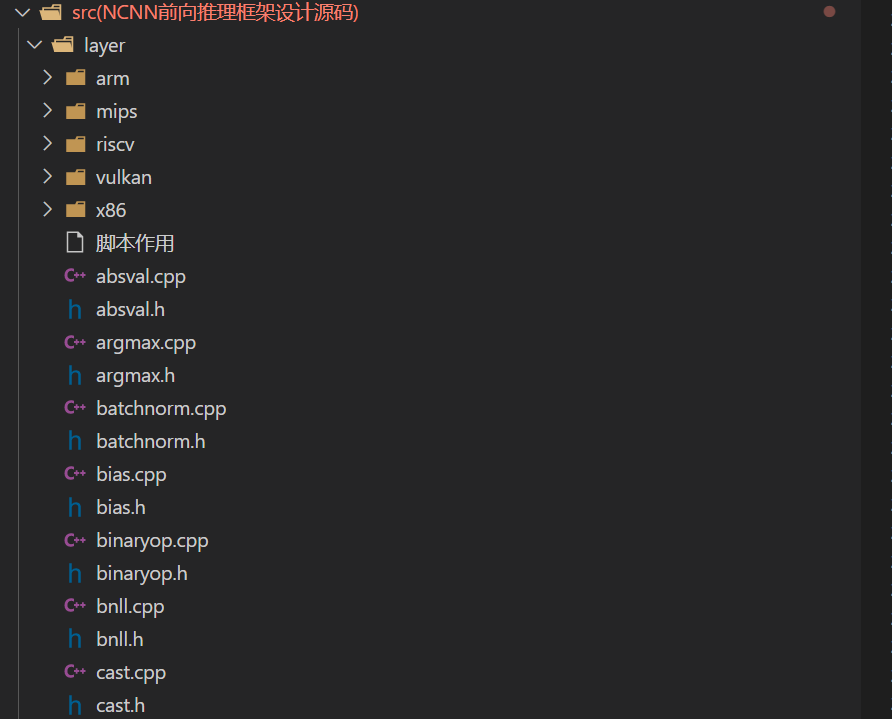 src(NCNN前向推理框架设计源码)
layer
arm
mips
riscv
vulkan
x86
脚本作用
C++ absval.cpp
h absval.h
C++ argmax.cpp
h argmax.h
C++ batchnorm.cpp
h batchnorm.h
C++ bias.cpp
h bias.h
C++ binaryop.cpp
h binaryop.h
C++ bnll.cpp
h bnll.h
C++ cast.cpp
h cast.h